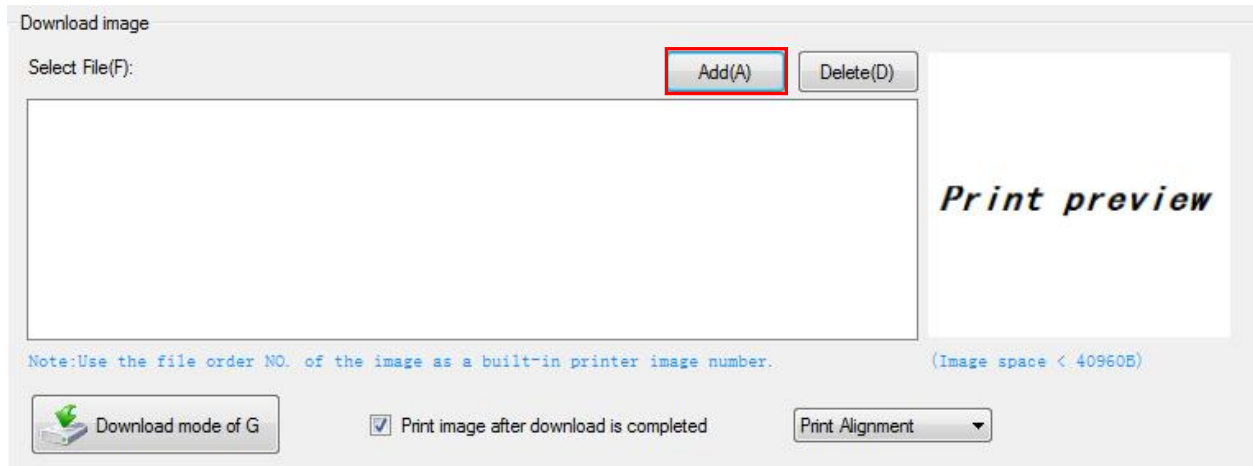 Download image
Select File(F):
Add(A)
Delete(D)
Print preview
Note:Use the file order NO. of the image as a built-in printer image number.
(Image space < 40960B)
Download mode of G
Print image after download is completed
Print Alignment